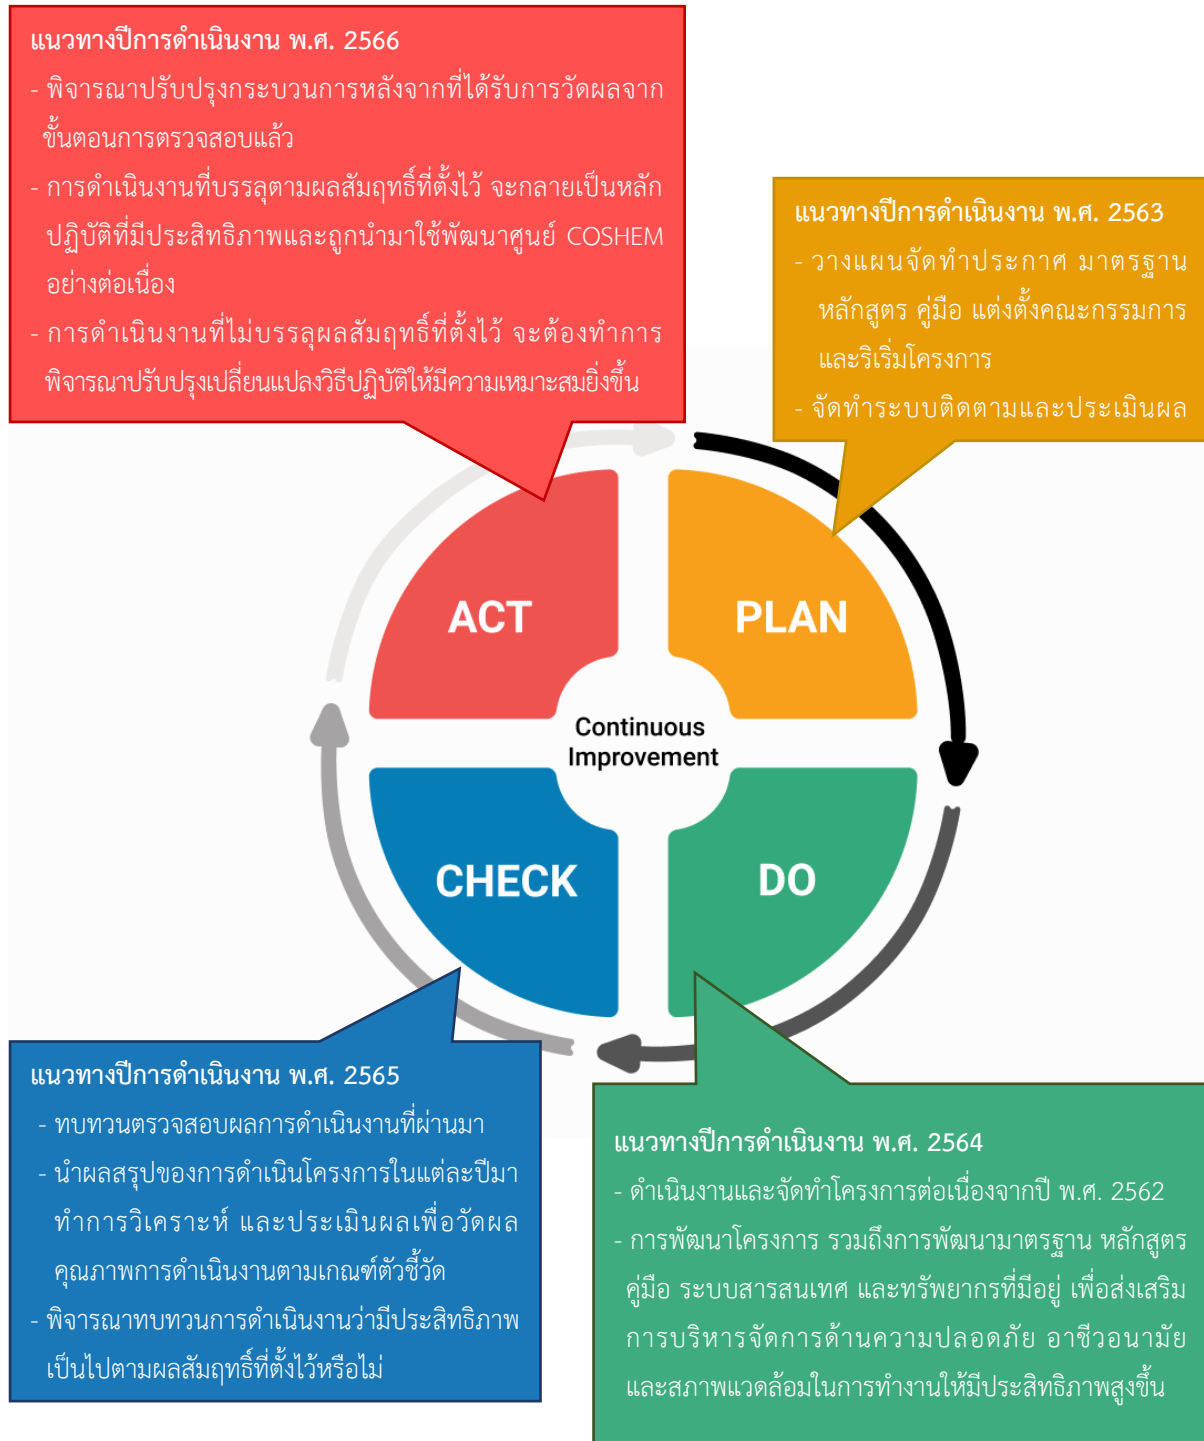 แนวทางปีการดำเนินงาน พ.ศ. 2566
- พิจารณาปรับปรุงกระบวนการหลังจากที่ได้รับการวัดผลจาก
ขั้นตอนการตรวจสอบแล้ว
- การดำเนินงานที่บรรลุตามผลสัมฤทธิ์ที่ตั้งไว้ จะกลายเป็นหลัก
ปฏิบัติที่มีประสิทธิภาพและถูกนำมาใช้พัฒนาศูนย์ COSHEM
อย่างต่อเนื่อง
- การดำเนินงานที่ไม่บรรลุผลสัมฤทธิ์ที่ตั้งไว้ จะต้องทำการ
พิจารณาปรับปรุงเปลี่ยนแปลงวิธีปฏิบัติให้มีความเหมาะสมยิ่งขึ้น
แนวทางปีการดำเนินงาน พ.ศ. 2563
- วางแผนจัดทำประกาศ มาตรฐาน
หลักสูตร คู่มือ แต่งตั้งคณะกรรมการ
และริเริ่มโครงการ
- จัดทำระบบติดตามและประเมินผล
ACT
PLAN
Continuous
Improvement
CHECK
DO
แนวทางปีการดำเนินงาน พ.ศ. 2565
- ทบทวนตรวจสอบผลการดำเนินงานที่ผ่านมา
- นำผลสรุปของการดำเนินโครงการในแต่ละปีมา
ทำการวิเคราะห์ และประเมินผลเพื่อวัดผล
คุณภาพการดำเนินงานตามเกณฑ์ตัวชี้วัด
- พิจารณาทบทวนการดำเนินงานว่ามีประสิทธิภาพ
เป็นไปตามผลสัมฤทธิ์ที่ตั้งไว้หรือไม่
แนวทางปีการดำเนินงาน พ.ศ. 2564
- ดำเนินงานและจัดทำโครงการต่อเนื่องจากปี พ.ศ. 2562
- การพัฒนาโครงการ รวมถึงการพัฒนามาตรฐาน หลักสูตร
คู่มือ ระบบสารสนเทศ และทรัพยากรที่มีอยู่ เพื่อส่งเสริม
การบริหารจัดการด้านความปลอดภัย อาชีวอนามัย
และสภาพแวดล้อมในการทำงานให้มีประสิทธิภาพสูงขึ้น